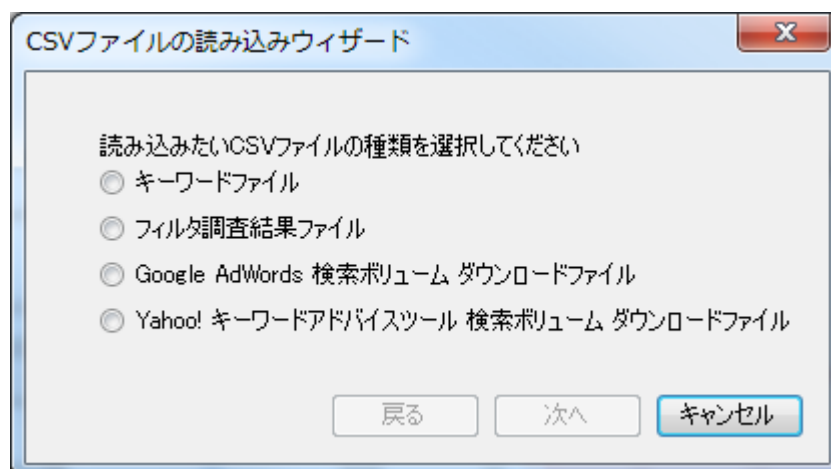 CSVファイルの読み込みウィザード
読み込みたいCSVファイルの種類を選択してください
キーワードファイル
フィルタ調査結果ファイル
Google AdWords 検索ボリューム ダウンロードファイル
Yahoo! キーワードアドバイスツール 検索ボリューム ダウンロードファイル
戻る 次へ キャンセル